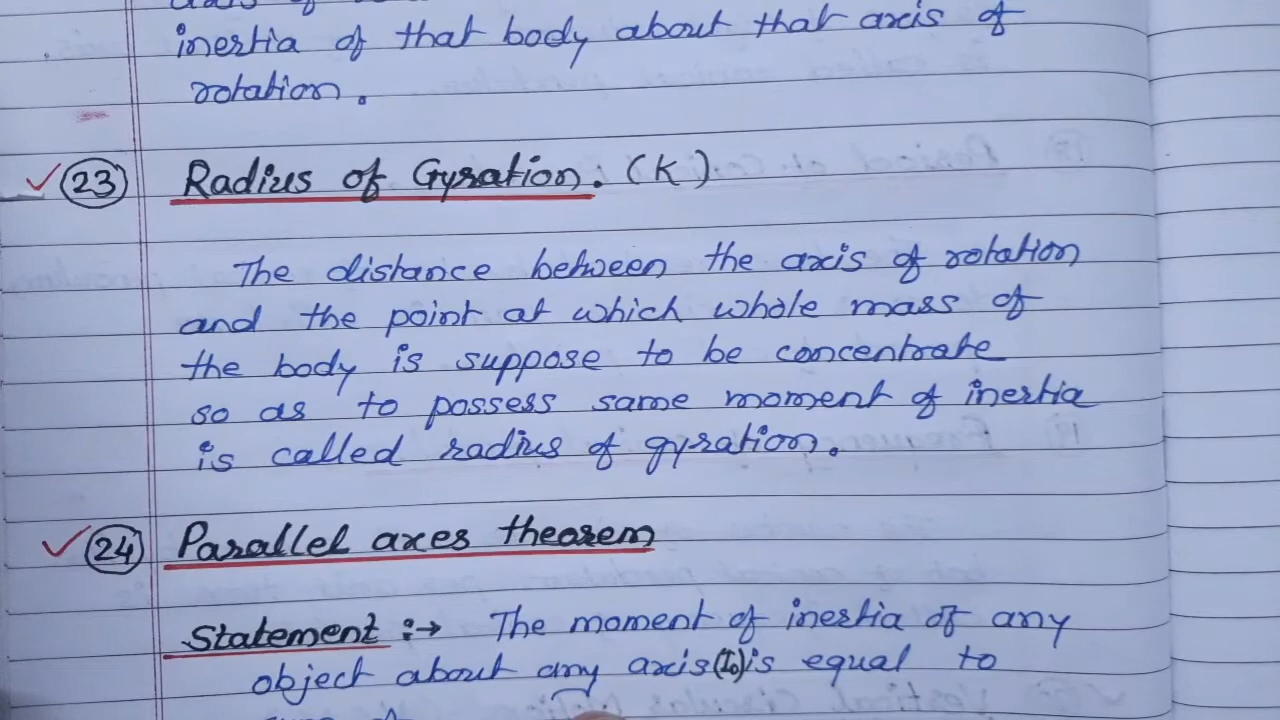 inertia of that body about that axis of
rotation.
23 Radius of Gyration. (K)
The distance between the axis of rotation
and the point at which whole mass of
the body is suppose to be concentrate
so as to possess same moment of inertia
is called radius of gyration.
24 Parallel axes theorem
Statement :→ The moment of inertia of any
object about any axis (Io) is equal to